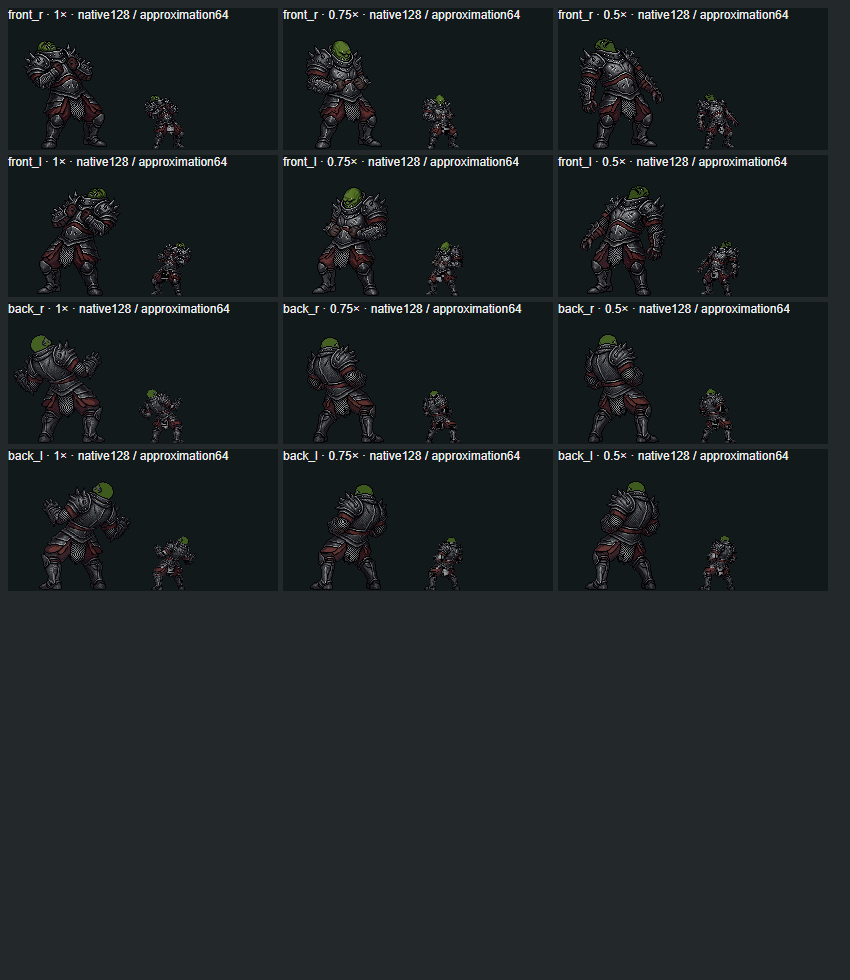 front_r · 1× · native128 / approximation64
front_r · 0.75× · native128 / approximation64
front_r · 0.5× · native128 / approximation64
front_l · 1× · native128 / approximation64
front_l · 0.75× · native128 / approximation64
front_l · 0.5× · native128 / approximation64
back_r · 1× · native128 / approximation64
back_r · 0.75× · native128 / approximation64
back_r · 0.5× · native128 / approximation64
back_l · 1× · native128 / approximation64
back_l · 0.75× · native128 / approximation64
back_l · 0.5× · native128 / approximation64